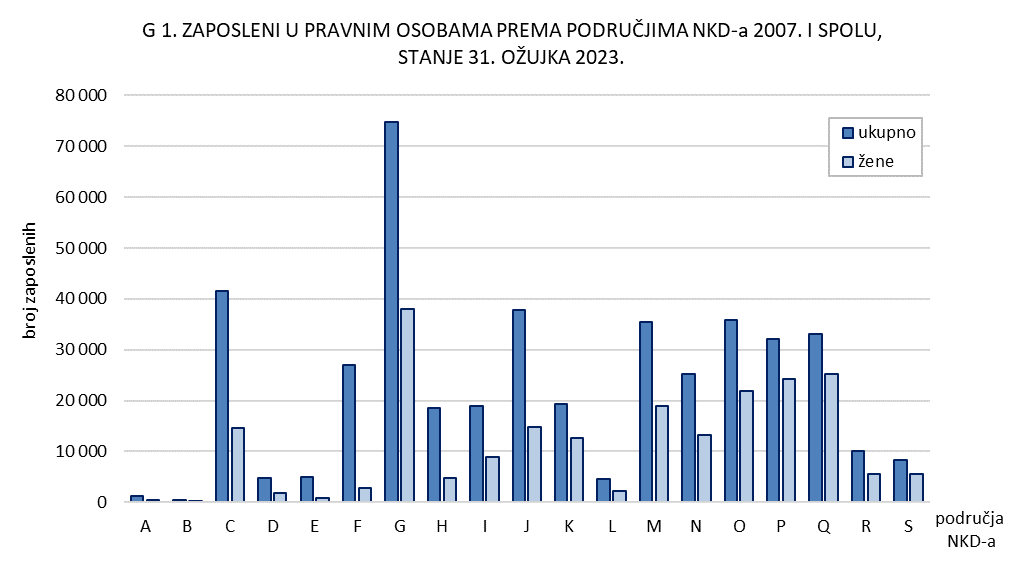 G 1. ZAPOSLENI U PRAVNIM OSOBAMA PREMA PODRUČJIMA NKD-a 2007. I SPOLU,
STANJE 31. OŽUJKA 2023.
80 000
70 000
60 000
50 000
40 000
30 000
20 000
10 000
0
broj zaposlenih
ukupno
žene
A B C D E F G H I J K L M N O P Q R S
područja
NKD-a